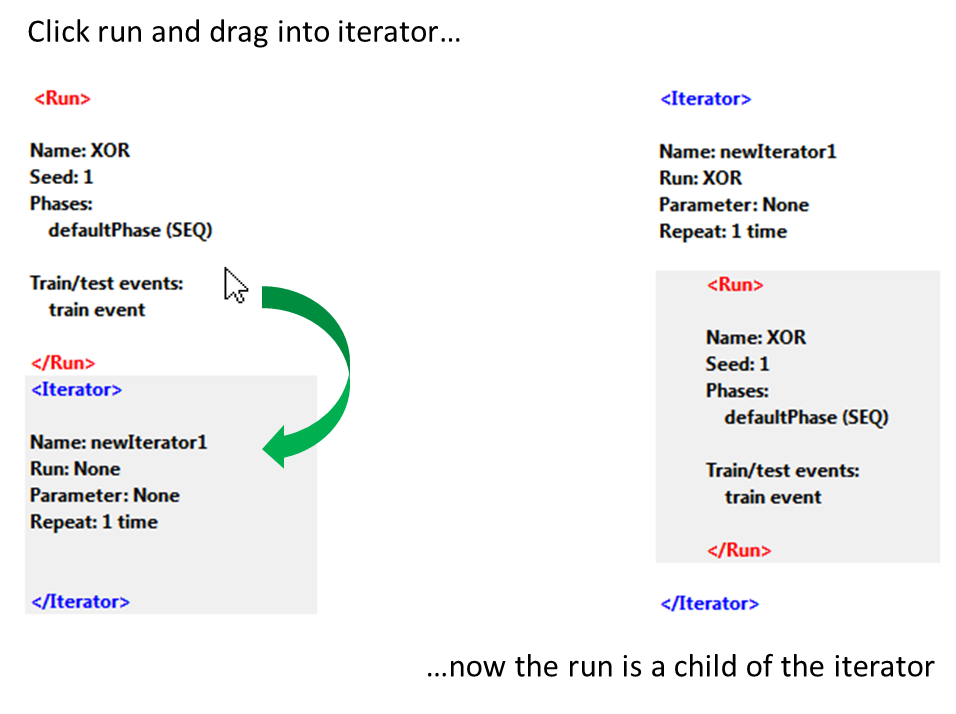 Click run and drag into iterator…
<Run>
Name: XOR
Seed: 1
Phases:
defaultPhase (SEQ)
Train/test events:
train event
</Run>
<Iterator>
Name: newIterator1
Run: None
Parameter: None
Repeat: 1 time
</Iterator>
<Iterator>
Name: newIterator1
Run: XOR
Parameter: None
Repeat: 1 time
<Run>
Name: XOR
Seed: 1
Phases:
defaultPhase (SEQ)
Train/test events:
train event
</Run>
</Iterator>
…now the run is a child of the iterator